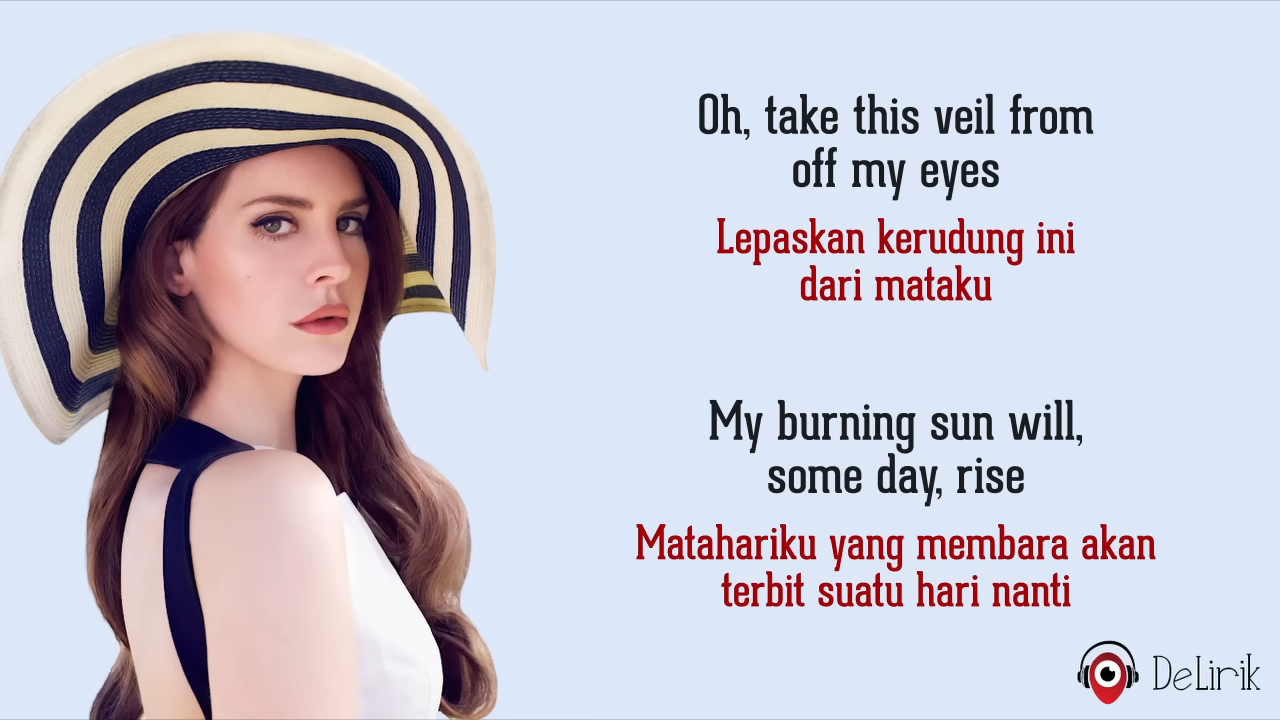 Oh, take this veil from
off my eyes
Lepaskan kerudung ini
dari mataku
My burning sun will,
some day, rise
Matahariku yang membara akan
terbit suatu hari nanti
DeLirik